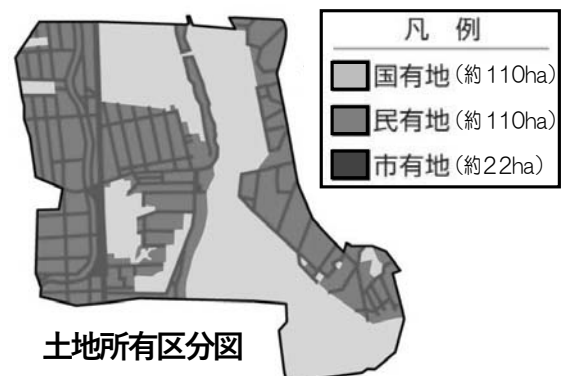 凡 例
国有地(約110ha)
民有地(約110ha)
市有地(約22ha)
土地所有区分図